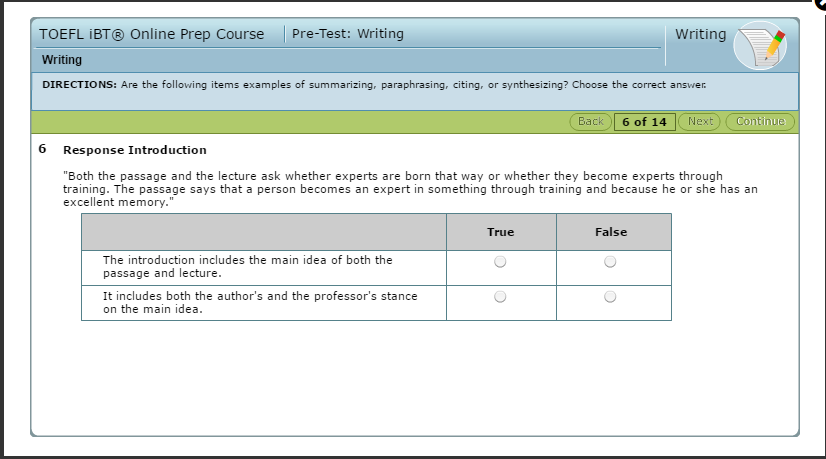 TOEFL iBT® Online Prep Course Pre-Test: Writing Writing
Writing
DIRECTIONS: Are the following items examples of summarizing, paraphrasing, citing, or synthesizing? Choose the correct answer.
Back 6 of 14 Next Continue
6 Response Introduction
"Both the passage and the lecture ask whether experts are born that way or whether they become experts through
training. The passage says that a person becomes an expert in something through training and because he or she has an
excellent memory."
True False
The introduction includes the main idea of both the
passage and lecture.
It includes both the author's and the professor's stance
on the main idea.